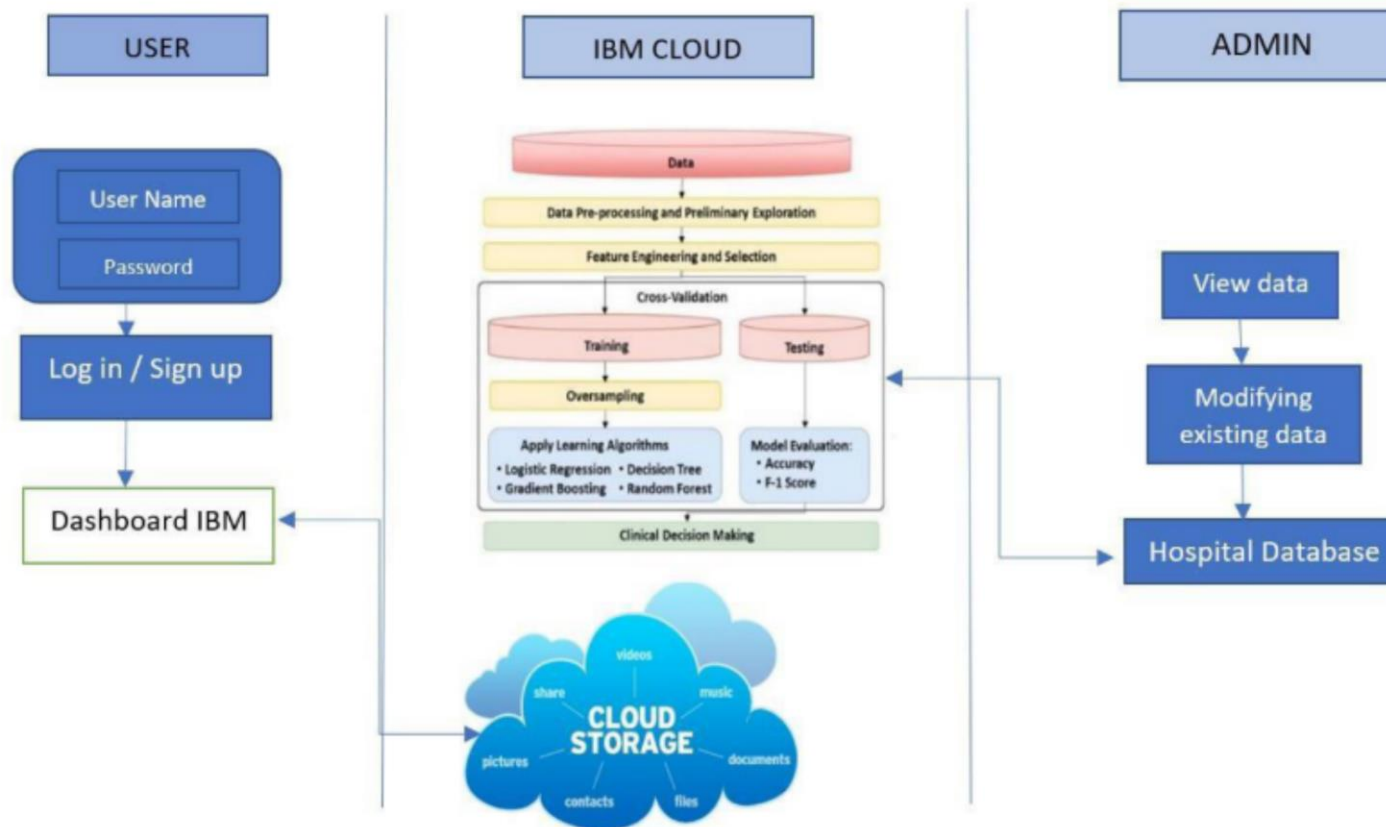 USER
IBM CLOUD
ADMIN
User Name
Password
Log in / Sign up
Dashboard IBM
Data
Data Pre-processing and Preliminary Exploration
Feature Engineering and Selection
Cross-Validation
Training
Testing
Oversampling
Apply Learning Algorithms
• Logistic Regression • Decision Tree
• Gradient Boosting • Random Forest
Model Evaluation:
• Accuracy
• F-1 Score
Clinical Decision Making
videos
share
music
CLOUD
STORAGE
pictures
documents
contacts
files
View data
Modifying
existing data
Hospital Database